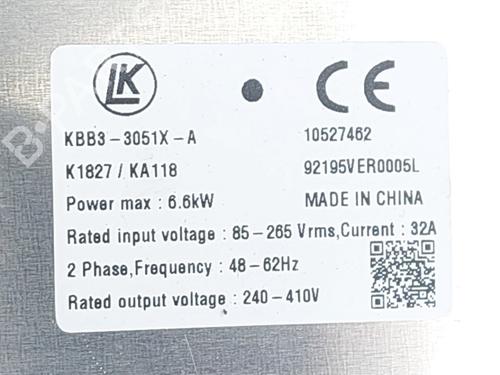 LK CE
KBB3-3051X-A 10527462
K1827 / KA118 92195VER0005L
Power max : 6.6kW MADE IN CHINA
Rated input voltage : 85-265 Vrms,Current : 32A
2 Phase,Frequency : 48-62Hz
Rated output voltage : 240-410V